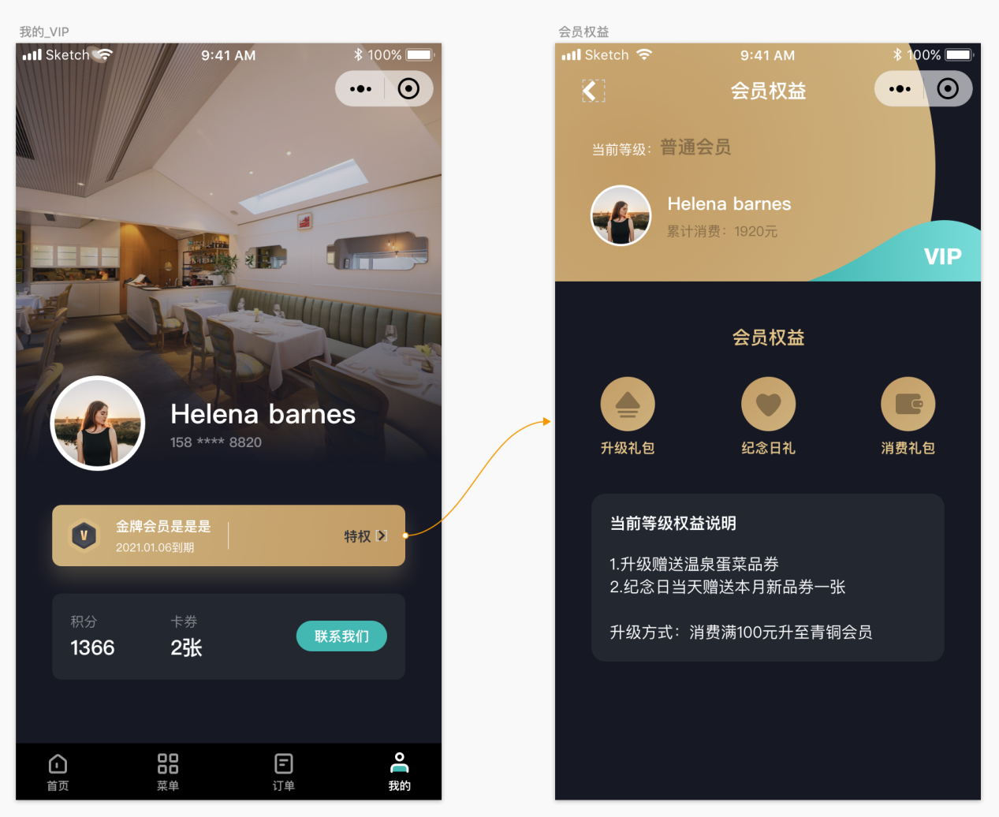 我的_VIP
Sketch
9:41 AM
100%
Helena barnes
158 **** 8820
V
金牌会员是是是
2021.01.06到期
特权
积分
1366
卡券
2张
联系我们
首页
菜单
订单
我的
会员权益
Sketch
9:41 AM
100%
会员权益
当前等级：普通会员
Helena barnes
累计消费：1920元
VIP
会员权益
升级礼包
纪念日礼
消费礼包
当前等级权益说明
1.升级赠送温泉蛋菜品券
2.纪念日当天赠送本月新品券一张
升级方式：消费满100元升至青铜会员